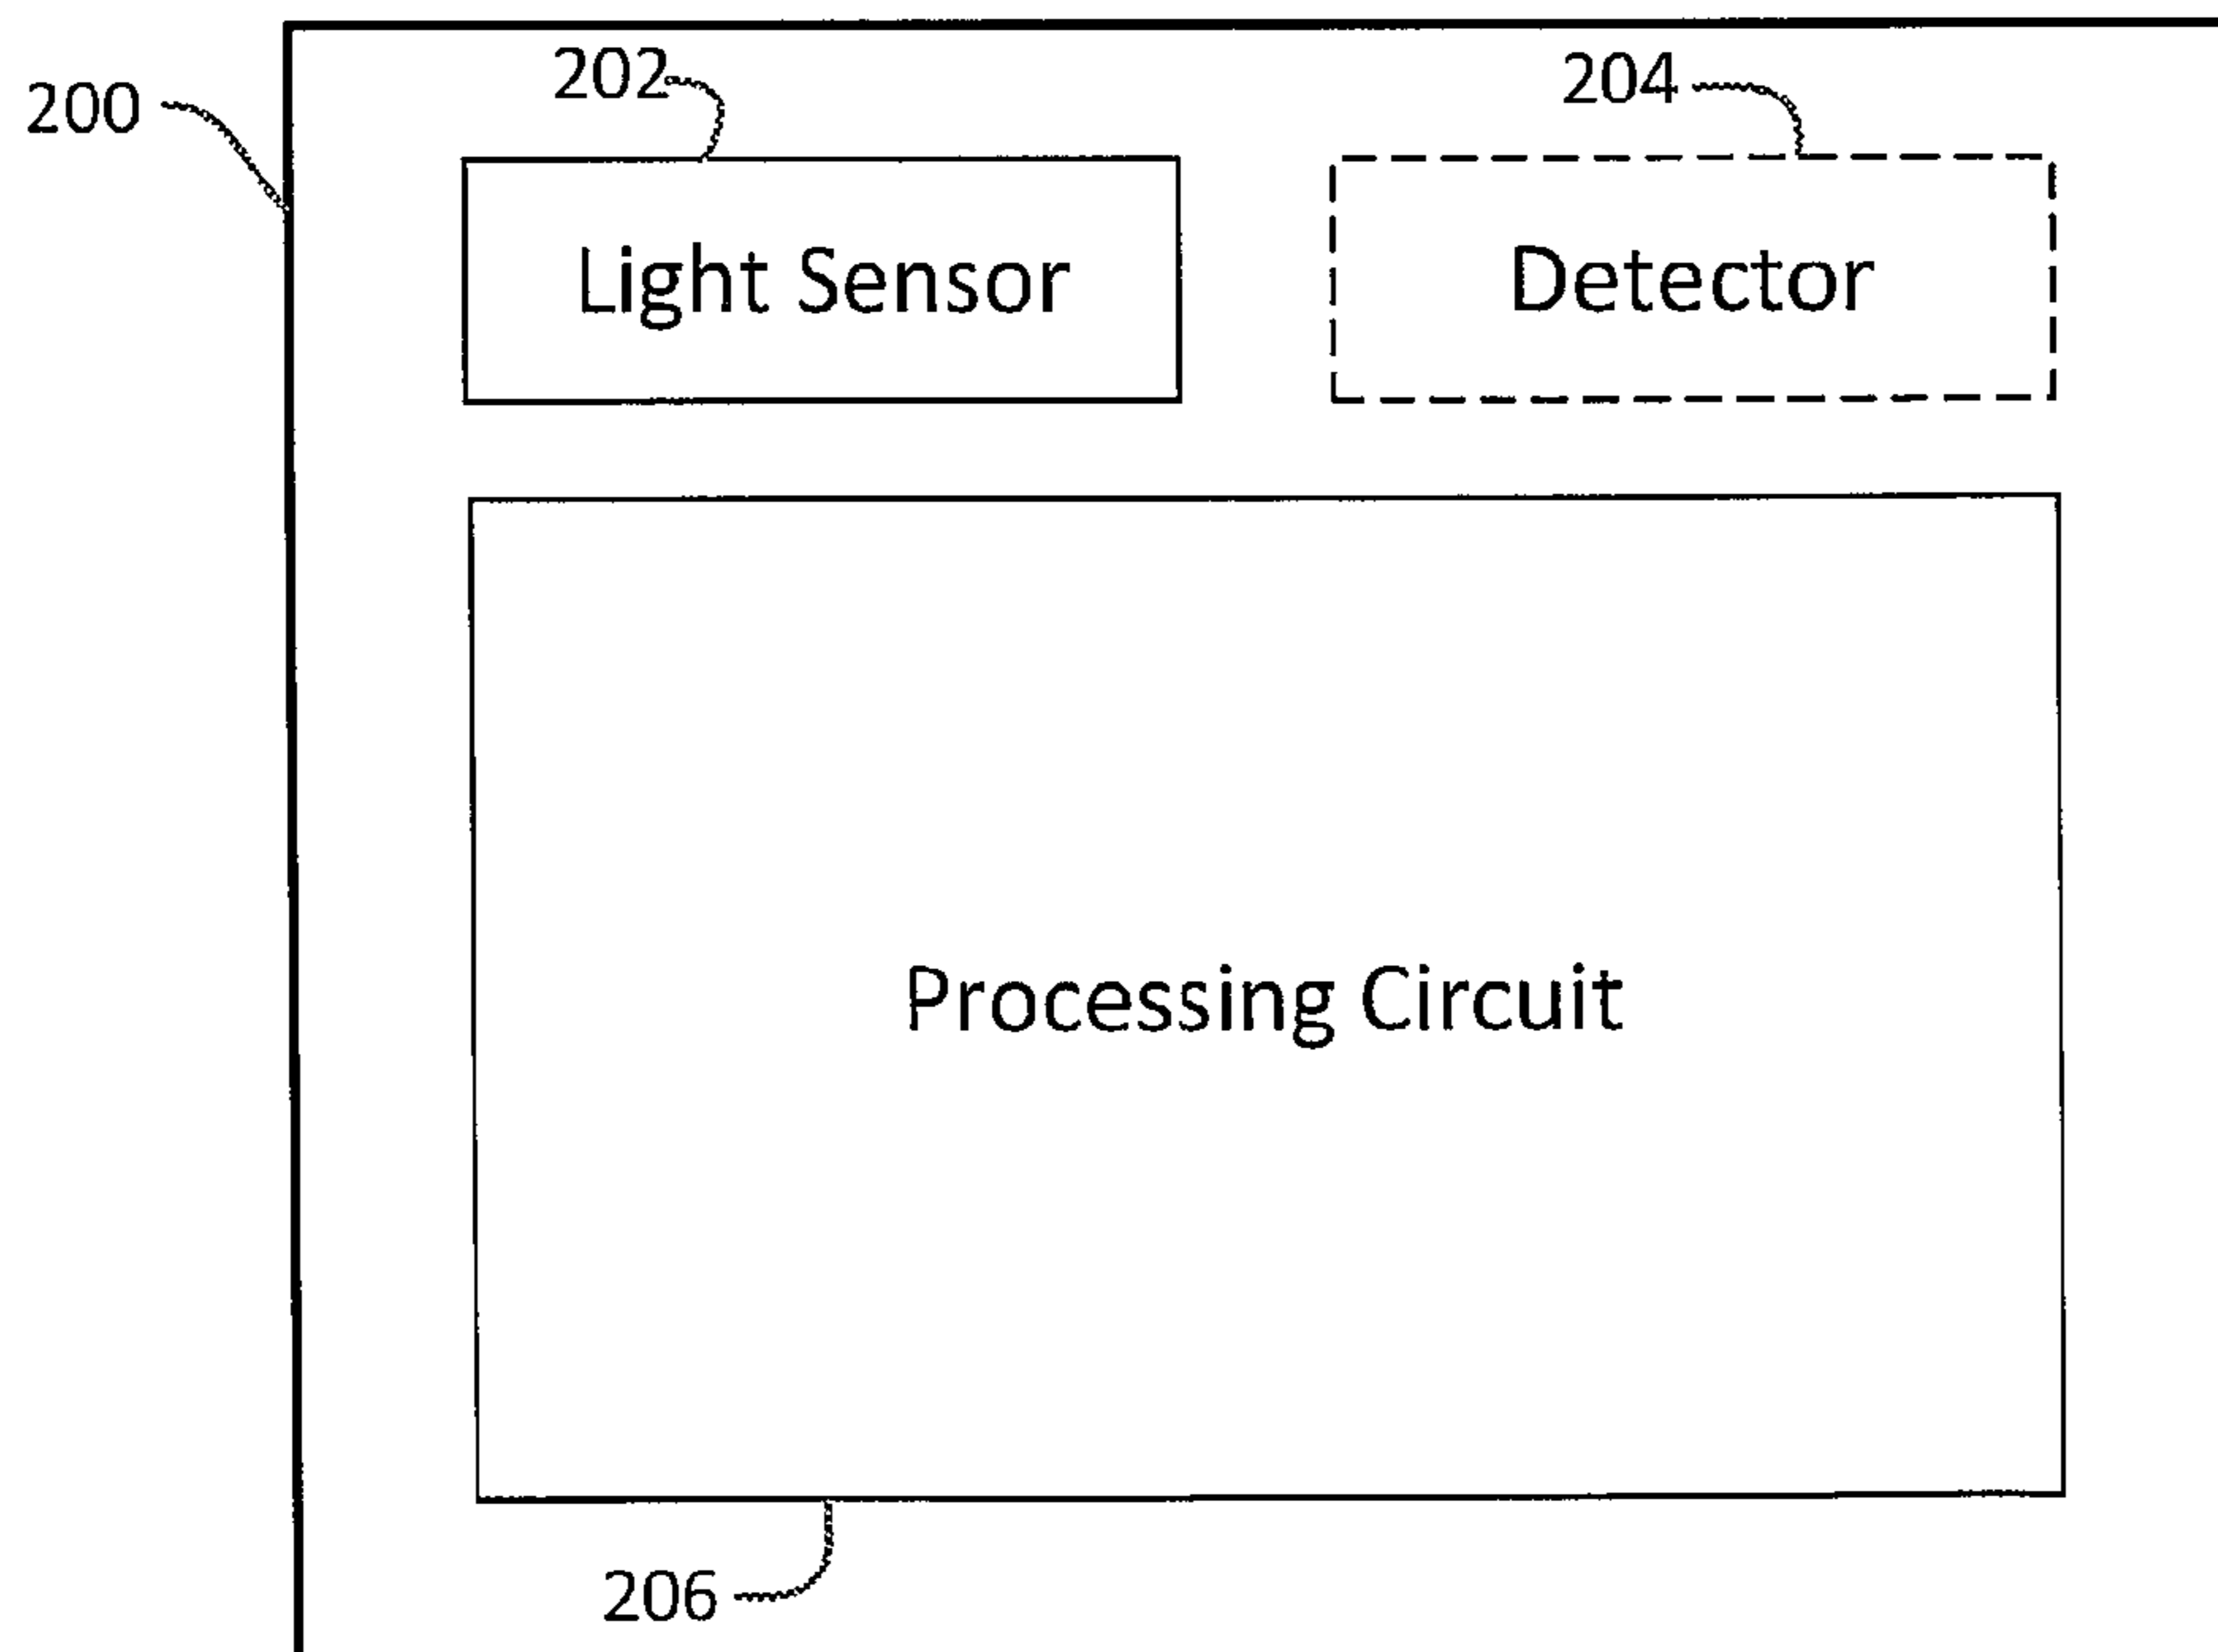 200
202
204
Light Sensor
Detector
Processing Circuit
206